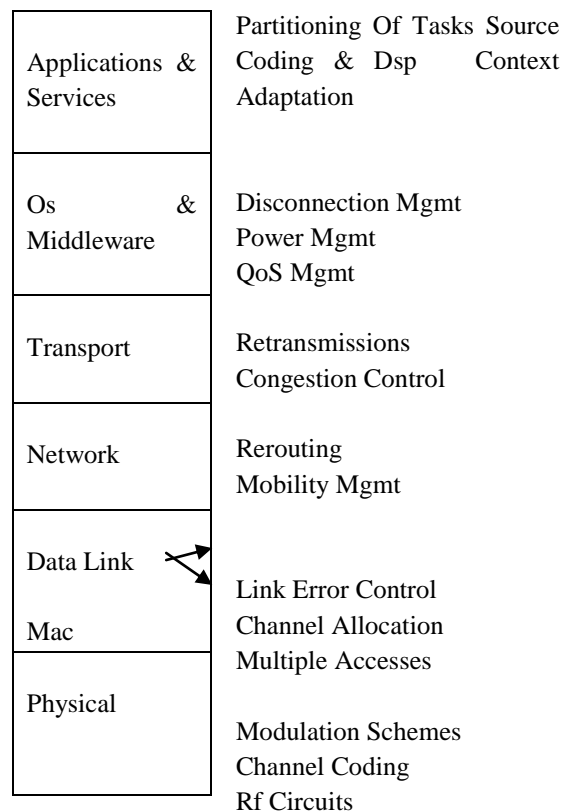 Applications &
Services
Partitioning Of Tasks Source
Coding & Dsp Context
Adaptation
Os &
Middleware
Disconnection Mgmt
Power Mgmt
QoS Mgmt
Transport
Retransmissions
Congestion Control
Network
Rerouting
Mobility Mgmt
Data Link
Mac
Link Error Control
Channel Allocation
Multiple Accesses
Physical
Modulation Schemes
Channel Coding
Rf Circuits